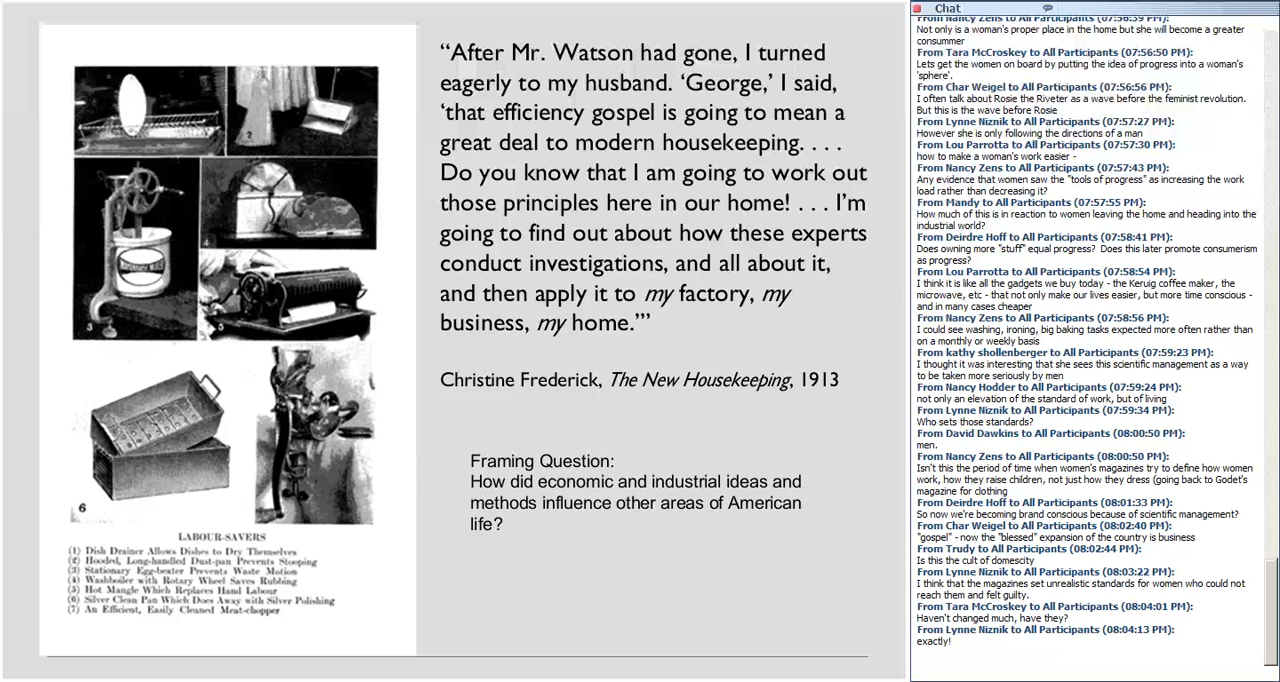 6
3
5
2
4
LABOUR-SAVERS
(1) Dish Drainer Allows Dishes to Dry Themselves
(2) Hooded, Long-handled Dust-pan Prevents Stooping
(3) Stationary Egg-beater Prevents Waste Motion
(4) Washboiler with Rotary Wheel Saves Rubbing
(5) Hot Mangle Which Replaces Hand Labour
(6) Silver Clean Pan Which Does Away with Silver Polishing
(7) An Efficient, Easily Cleaned Meat-chopper
“After Mr. Watson had gone, I turned
eagerly to my husband. ‘George,’ I said,
‘that efficiency gospel is going to mean a
great deal to modern housekeeping. . . .
Do you know that I am going to work out
those principles here in our home! . . . I’m
going to find out about how these experts
conduct investigations, and all about it,
and then apply it to my factory, my
business, my home.’”
Christine Frederick, The New Housekeeping, 1913
Framing Question:
How did economic and industrial ideas and
methods influence other areas of American
life?
Chat
From Nancy Zens to All Participants (07:56:39 PM):
Not only is a woman's proper place in the home but she will become a greater
consummer
From Tara McCroskey to All Participants (07:56:50 PM):
Lets get the women on board by putting the idea of progress into a woman's
'sphere'.
From Char Weigel to All Participants (07:56:56 PM):
I often talk about Rosie the Riveter as a wave before the feminist revolution.
But this is the wave before Rosie
From Lynne Niznik to All Participants (07:57:27 PM):
However she is only following the directions of a man
From Lou Parrotta to All Participants (07:57:30 PM):
how to make a woman's work easier -
From Nancy Zens to All Participants (07:57:43 PM):
Any evidence that women saw the "tools of progress" as increasing the work
load rather than decreasing it?
From Mandy to All Participants (07:57:55 PM):
How much of this is in reaction to women leaving the home and heading into the
industrial world?
From Deirdre Hoff to All Participants (07:58:41 PM):
Does owning more "stuff" equal progress? Does this later promote consumerism
as progress?
From Lou Parrotta to All Participants (07:58:54 PM):
I think it is like all the gadgets we buy today - the Keruig coffee maker, the
microwave, etc - that not only make our lives easier, but more time conscious -
and in many cases cheaper
From Nancy Zens to All Participants (07:58:56 PM):
I could see washing, ironing, big baking tasks expected more often rather than
on a monthly or weekly basis
From kathy shollenberger to All Participants (07:59:23 PM):
I thought it was interesting that she sees this scientific management as a way
to be taken more seriously by men
From Nancy Hodder to All Participants (07:59:24 PM):
not only an elevation of the standard of work, but of living
From Lynne Niznik to All Participants (07:59:34 PM):
Who sets those standards?
From David Dawkins to All Participants (08:00:50 PM):
men.
From Nancy Zens to All Participants (08:00:50 PM):
Isn't this the period of time when women's magazines try to define how women
work, how they raise children, not just how they dress (going back to Godet's
magazine for clothing
From Deirdre Hoff to All Participants (08:01:33 PM):
So now we're becoming brand conscious because of scientific management?
From Char Weigel to All Participants (08:02:40 PM):
"gospel" - now the "blessed" expansion of the country is business
From Trudy to All Participants (08:02:44 PM):
Is this the cult of domescity
From Lynne Niznik to All Participants (08:03:22 PM):
I think that the magazines set unrealistic standards for women who could not
reach them and felt guilty.
From Tara McCroskey to All Participants (08:04:01 PM):
Haven't changed much, have they?
From Lynne Niznik to All Participants (08:04:13 PM):
exactly!